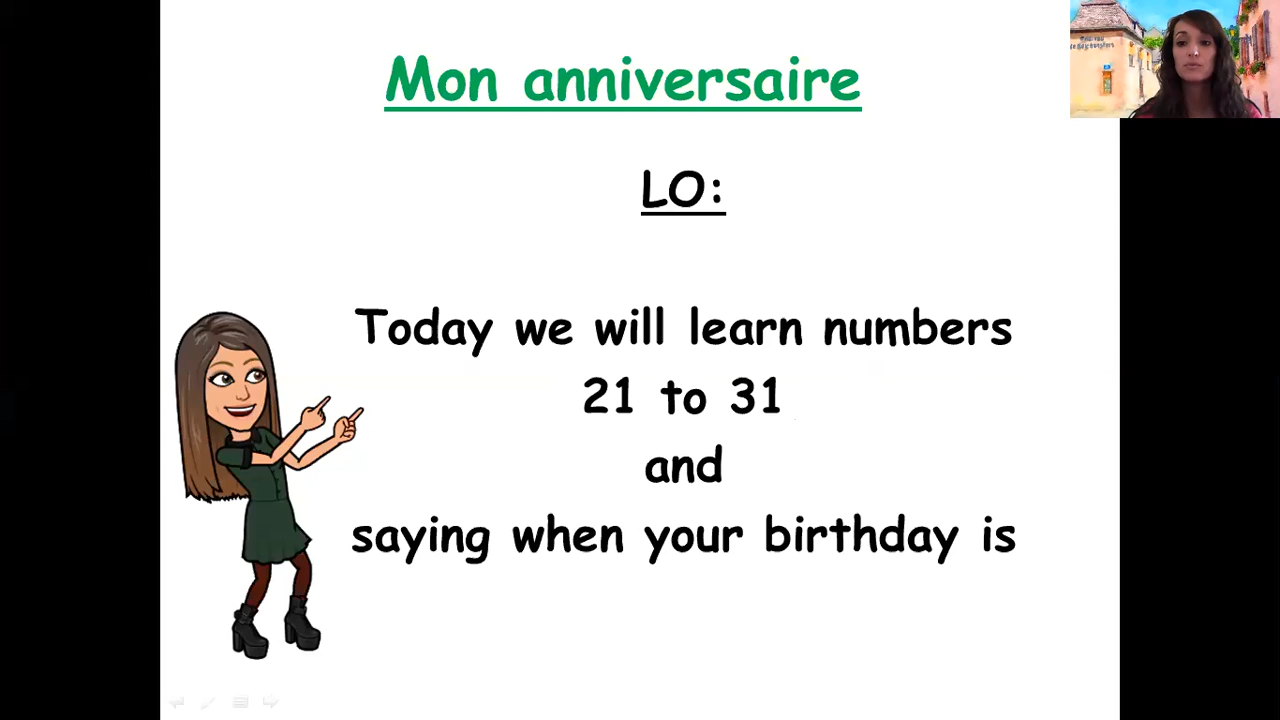 Mon anniversaire
LO:
Today we will learn numbers
21 to 31
and
saying when your birthday is